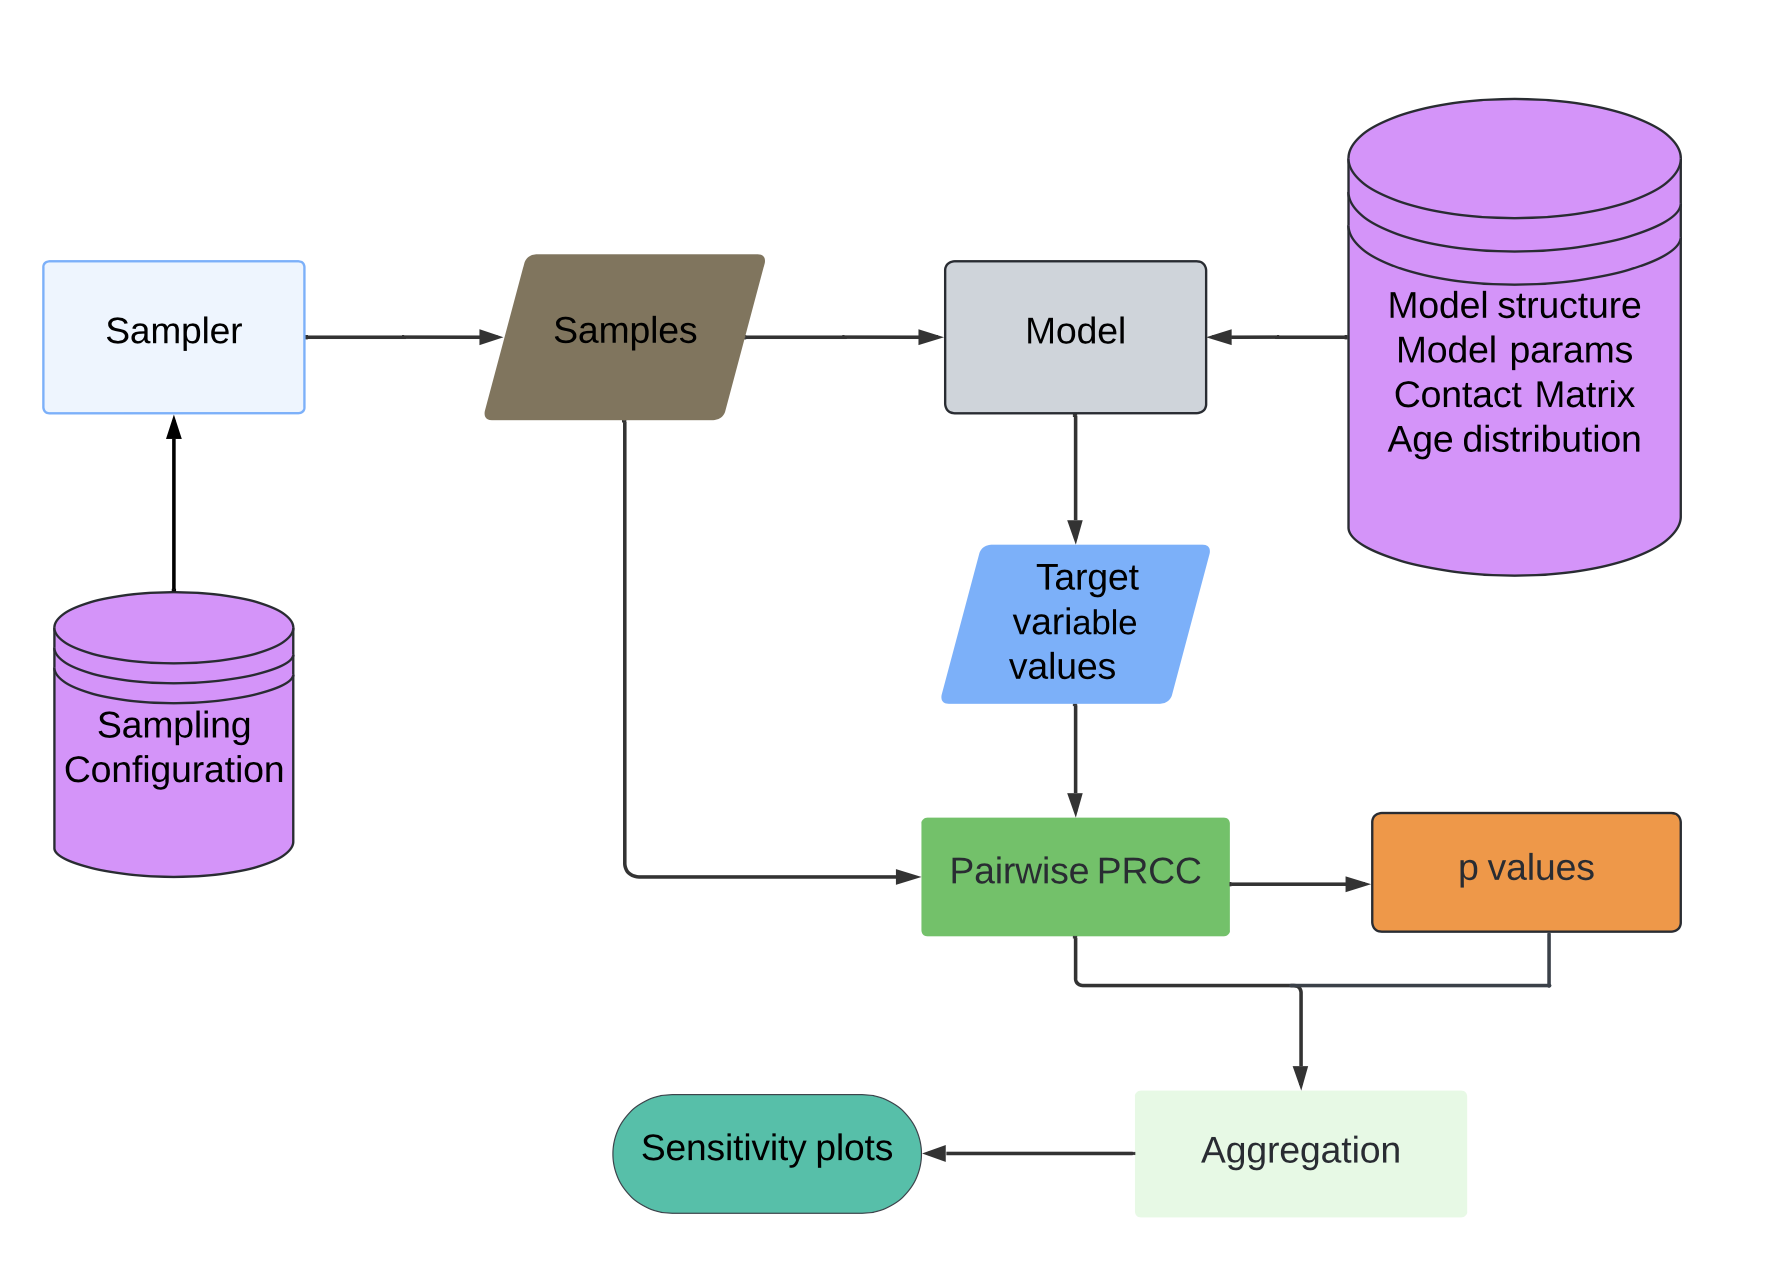 Sampler
Samples
Model
Model structure
Model params
Contact Matrix
Age distribution
Target
variable
values
Sampling
Configuration
Pairwise PRCC
p values
Sensitivity plots
Aggregation